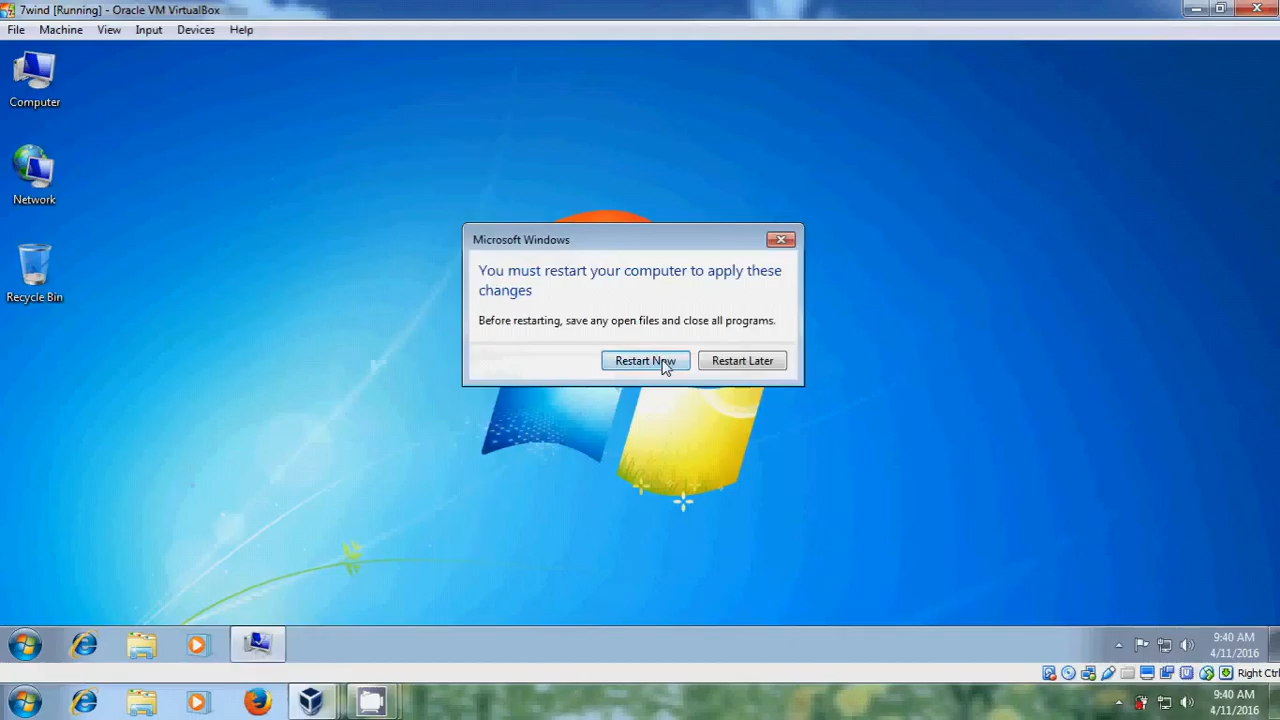 7wind [Running] - Oracle VM VirtualBox
File Machine View Input Devices Help
Computer
Network
Recycle Bin
Microsoft Windows
You must restart your computer to apply these
changes
Before restarting, save any open files and close all programs.
Restart Now Restart Later
9:40 AM
4/11/2016
Right Ctrl
9:40 AM
4/11/2016